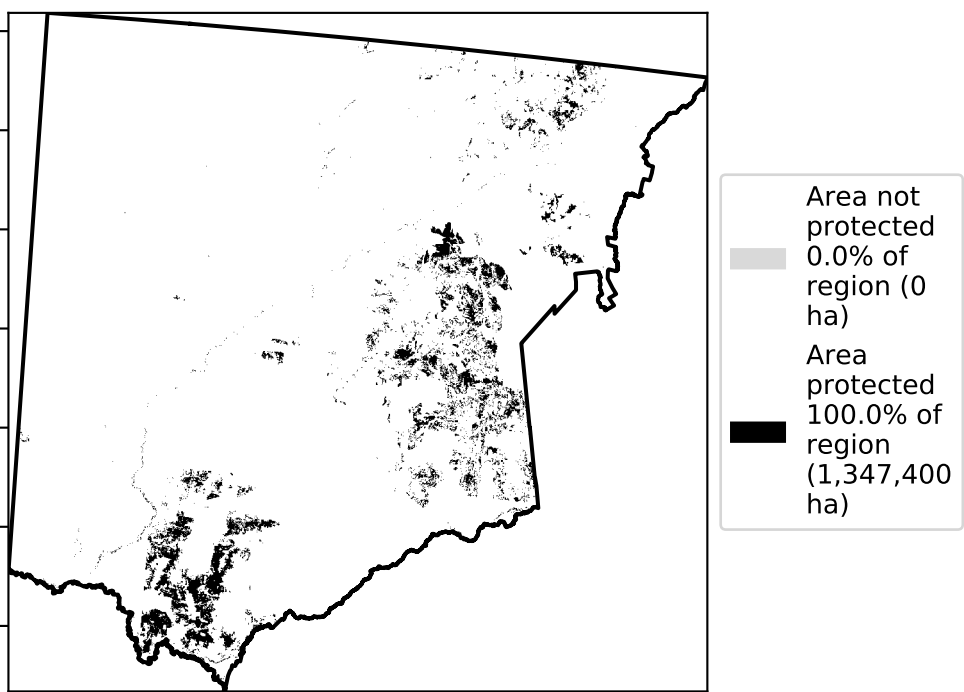 Area not
protected
0.0% of
region (0
ha)
Area
protected
100.0% of
region
(1,347,400
ha)